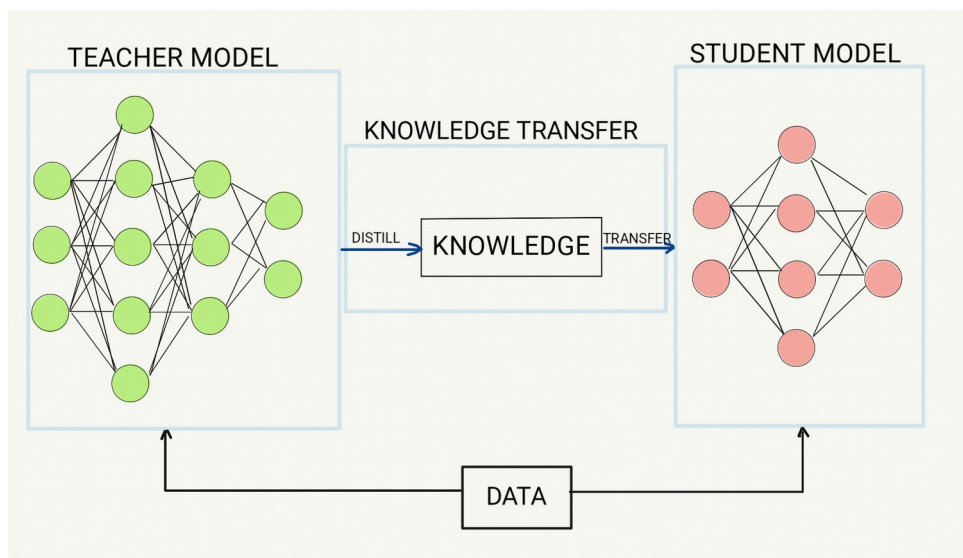 TEACHER MODEL
STUDENT MODEL
KNOWLEDGE TRANSFER
DISTILL
KNOWLEDGE
TRANSFER
DATA